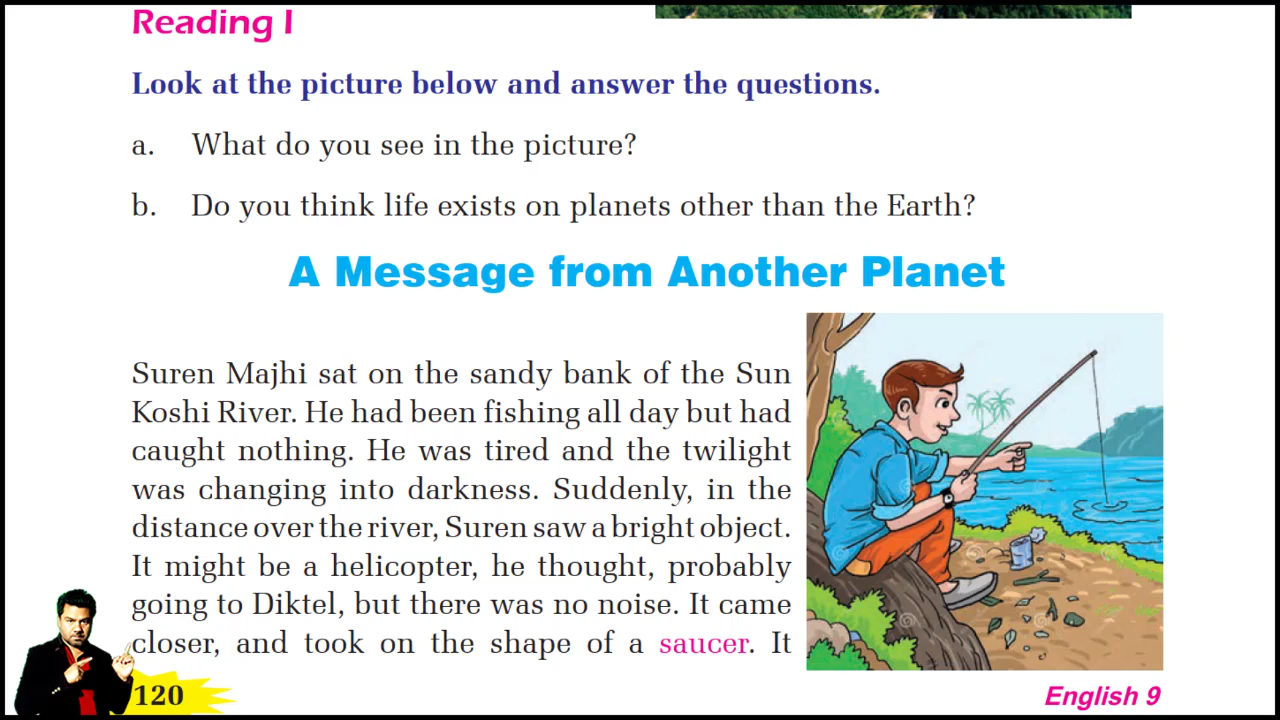 Reading I
Look at the picture below and answer the questions.
a. What do you see in the picture?
b. Do you think life exists on planets other than the Earth?
A Message from Another Planet
Suren Majhi sat on the sandy bank of the Sun
Koshi River. He had been fishing all day but had
caught nothing. He was tired and the twilight
was changing into darkness. Suddenly, in the
distance over the river, Suren saw a bright object.
It might be a helicopter, he thought, probably
going to Diktel, but there was no noise. It came
closer, and took on the shape of a saucer. It
120
English 9